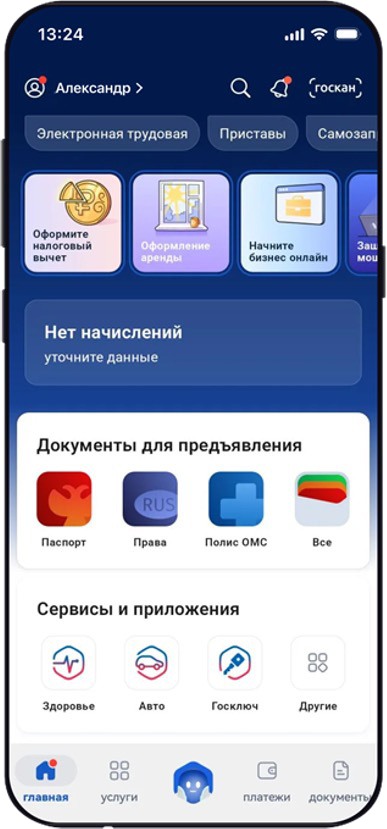 13:24
Александр
госкан
Электронная трудовая
Приставы
Самозап
Оформите
налоговый
вычет
Оформление
аренды
Начните
бизнес онлайн
Защ
мош
Нет начислений
уточните данные
Документы для предъявления
RUS
Паспорт
Права
Полис ОМС
Все
Сервисы и приложения
Здоровье
Авто
Госключ
Другие
главная
услуги
платежи
документы